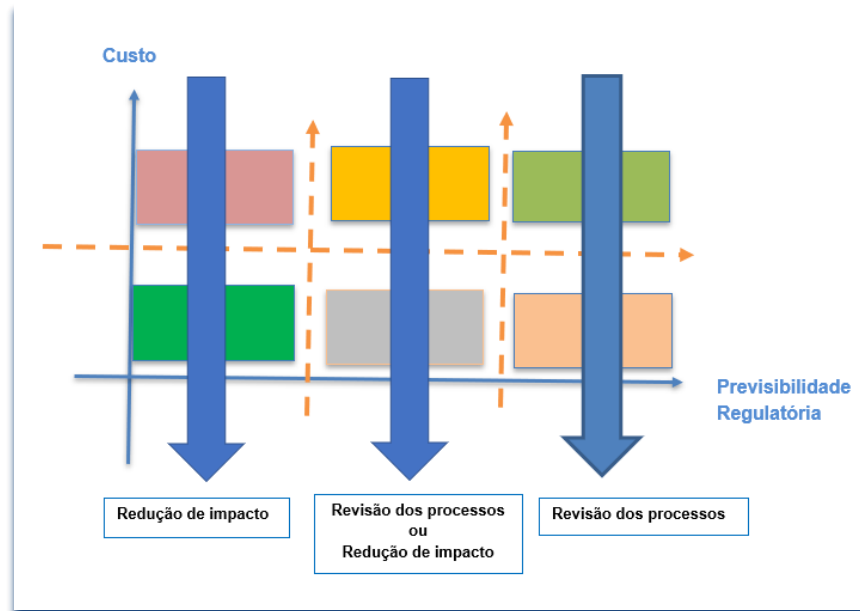 Custo
Previsibilidade
Regulatória
Redução de impacto
Revisão dos processos
ou
Redução de impacto
Revisão dos processos